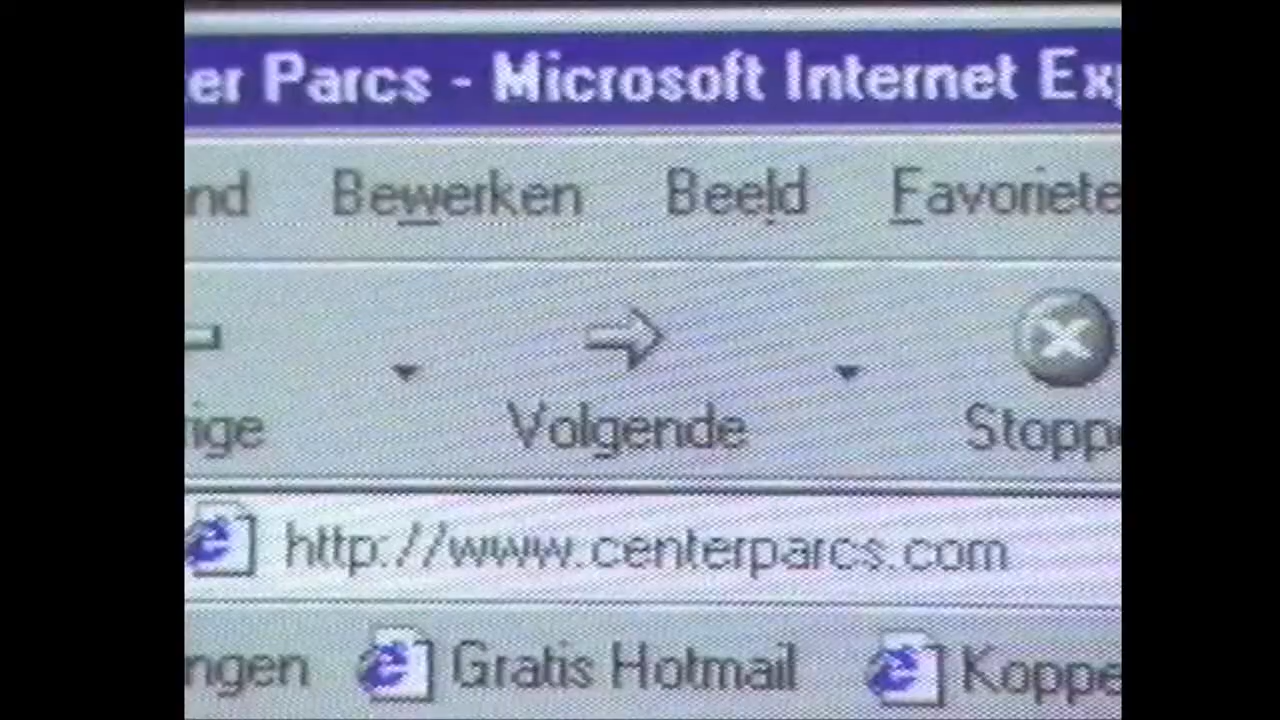 er Parcs - Microsoft Internet Exp
nd Bewerken Beeld Favoriete
rige Volgende Stoppe
http://www.centerparcs.com
ngen Gratis Hotmail Koppe